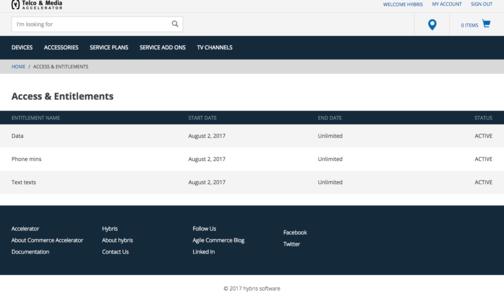 Telco & Media
ACCELERATOR
WELCOME HYBRIS MY ACCOUNT SIGN OUT
I'm looking for
0 ITEMS
DEVICES ACCESSORIES SERVICE PLANS SERVICE ADD ONS TV CHANNELS
HOME / ACCESS & ENTITLEMENTS
Access & Entitlements
ENTITLEMENT NAME START DATE END DATE STATUS
Data August 2, 2017 Unlimited ACTIVE
Phone mins August 2, 2017 Unlimited ACTIVE
Text texts August 2, 2017 Unlimited ACTIVE
Accelerator Hybris Follow Us Facebook
About Commerce Accelerator About hybris Agile Commerce Blog Twitter
Documentation Contact Us Linked In
© 2017 hybris software